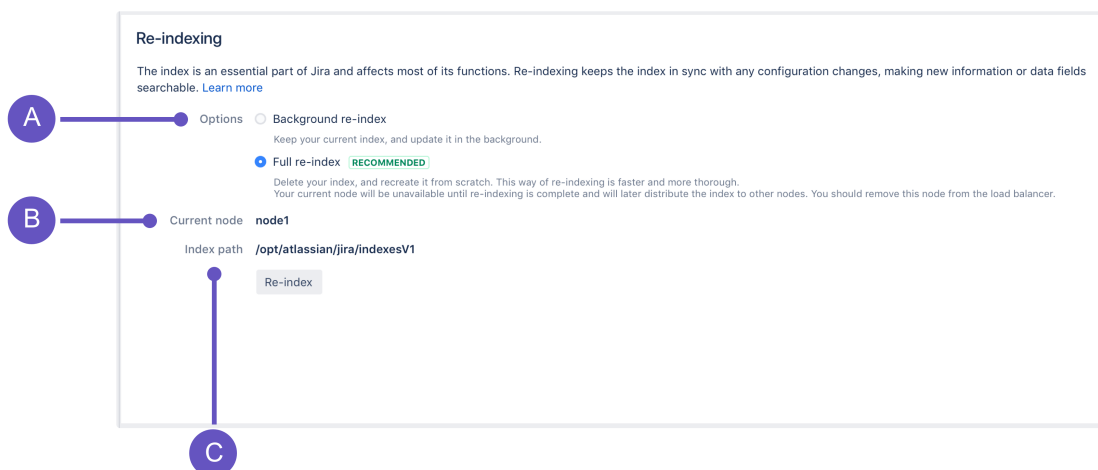 Re-indexing
The index is an essential part of Jira and affects most of its functions. Re-indexing keeps the index in sync with any configuration changes, making new information or data fields
searchable. Learn more
A
Options Background re-index
Keep your current index, and update it in the background.
Full re-index RECOMMENDED
Delete your index, and recreate it from scratch. This way of re-indexing is faster and more thorough.
Your current node will be unavailable until re-indexing is complete and will later distribute the index to other nodes. You should remove this node from the load balancer.
B
Current node node1
Index path /opt/atlassian/jira/indexesV1
Re-index
C